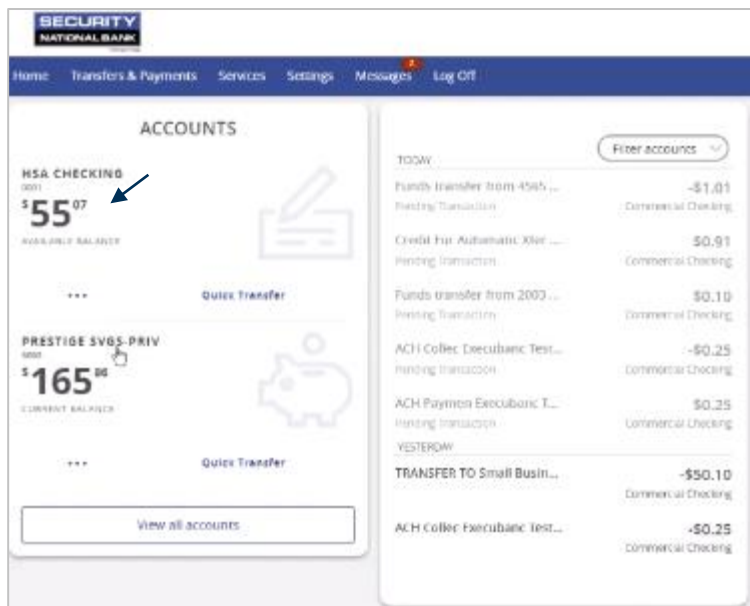 SECURITY
NATIONAL BANK
Home Transfers & Payments Services Settings Messages Log Off
ACCOUNTS
HSA CHECKING
$55.07
AVAILABLE BALANCE
... Quick Transfer
PRESTIGE SVGS-PRIV
$165
CURRENT BALANCE
... Quick Transfer
View all accounts
Filter accounts
TODAY
Funds transfer from 4565 ... -$1.01
Pending Transaction Commercial Checking
Credit For Automatic Xfer ... $0.91
Pending Transaction Commercial Checking
Funds transfer from 2003 ... $0.10
Pending Transaction Commercial Checking
ACH Collec Execubanc Test... -$0.25
Pending Transaction Commercial Checking
ACH Paymen Execubanc T... $0.25
Pending Transaction Commercial Checking
YESTERDAY
TRANSFER TO Small Busin... -$50.10
Commercial Checking
ACH Collec Execubanc Test... -$0.25
Commercial Checking